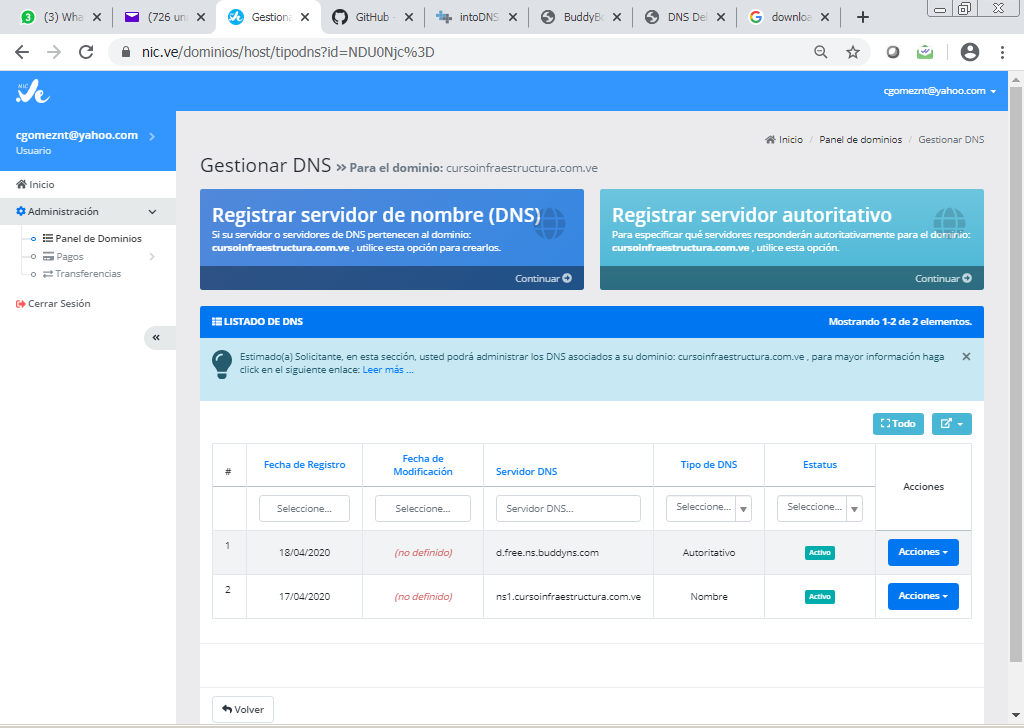 (3) Wha
(726 un
Gestiona
GitHub
intoDNS
BuddyBo
DNS Del
downloa
nic.ve/dominios/host/tipodns?id=NDU0Njc%3D
NIC
cgomeznt@yahoo.com
cgomeznt@yahoo.com
Usuario
Inicio
Administración
Panel de Dominios
Pagos
Transferencias
Cerrar Sesión
Inicio / Panel de dominios / Gestionar DNS
Gestionar DNS » Para el dominio: cursoinfraestructura.com.ve
Registrar servidor de nombre (DNS)
Si su servidor o servidores de DNS pertenecen al dominio:
cursoinfraestructura.com.ve , utilice esta opción para crearlos.
Continuar
Registrar servidor autoritativo
Para especificar qué servidores responderán autoritativamente para el dominio:
cursoinfraestructura.com.ve , utilice esta opción.
Continuar
LISTADO DE DNS
Mostrando 1-2 de 2 elementos.
Estimado(a) Solicitante, en esta sección, usted podrá administrar los DNS asociados a su dominio: cursoinfraestructura.com.ve , para mayor información haga
click en el siguiente enlace: Leer más ...
Todo
# Fecha de Registro Fecha de Modificación Servidor DNS Tipo de DNS Estatus Acciones
Seleccione... Seleccione... Servidor DNS... Seleccione... Seleccione...
1 18/04/2020 (no definido) d.free.ns.buddyns.com Autoritativo Activo Acciones
2 17/04/2020 (no definido) ns1.cursoinfraestructura.com.ve Nombre Activo Acciones
Volver